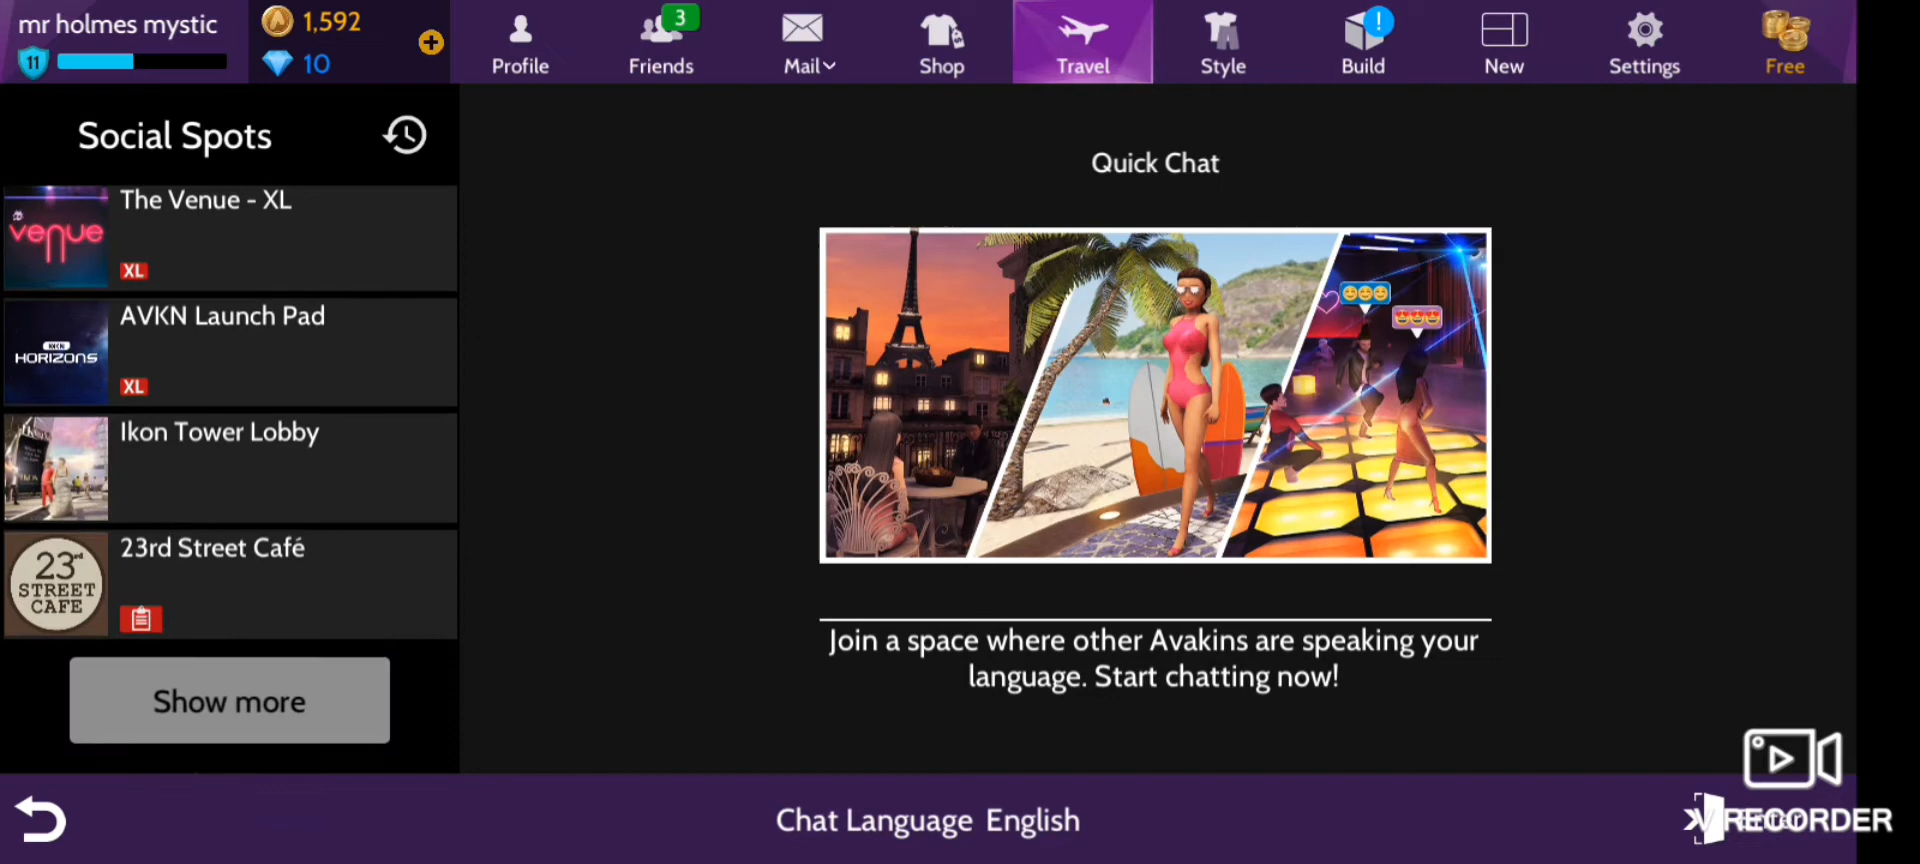 mr holmes mystic
11
1,592
10
Profile
3
Friends
Mail
Shop
Travel
Style
!
Build
New
Settings
Free
Social Spots
venue
The Venue - XL
XL
AVKN
HORIZONS
AVKN Launch Pad
XL
Ikon Tower Lobby
23rd
STREET
CAFE
23rd Street Café
Show more
Quick Chat
Join a space where other Avakins are speaking your
language. Start chatting now!
Chat Language English
RECORDER